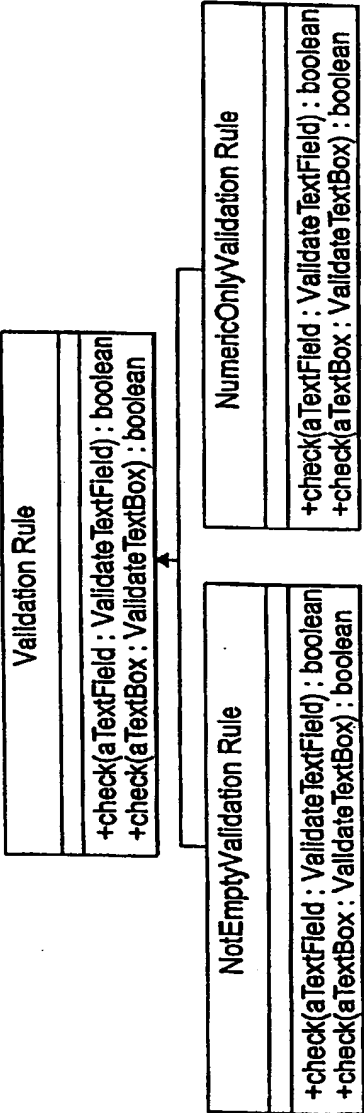 Validation Rule
+check(aTextField : ValidateTextField) : boolean
+check(aTextBox : ValidateTextBox) : boolean
NotEmptyValidation Rule
+check(aTextField : ValidateTextField) : boolean
+check(aTextBox : ValidateTextBox) : boolean
NumericOnlyValidation Rule
+check(aTextField : ValidateTextField) : boolean
+check(aTextBox : ValidateTextBox) : boolean